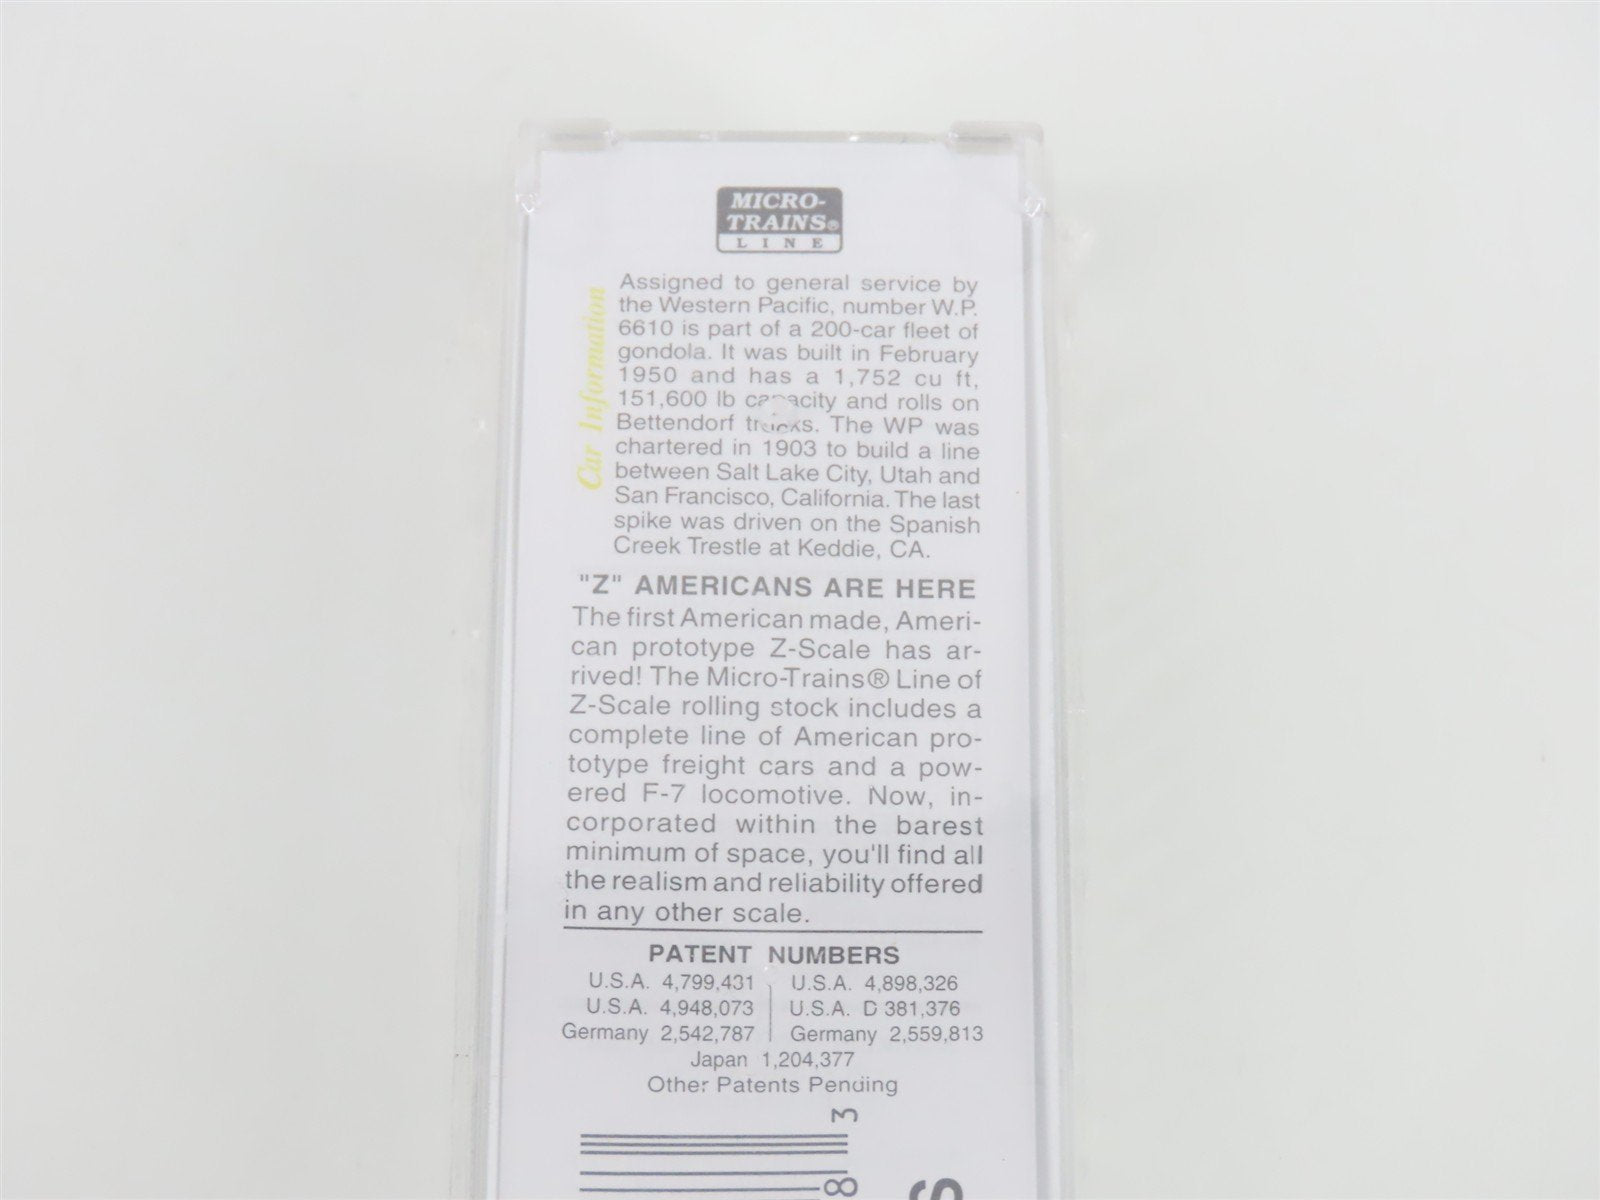 MICRO-
TRAINS®
LINE
Car Information
Assigned to general service by
the Western Pacific, number W.P.
6610 is part of a 200-car fleet of
gondola. It was built in February
1950 and has a 1,752 cu ft,
151,600 lb capacity and rolls on
Bettendorf trucks. The WP was
chartered in 1903 to build a line
between Salt Lake City, Utah and
San Francisco, California. The last
spike was driven on the Spanish
Creek Trestle at Keddie, CA.
"Z" AMERICANS ARE HERE
The first American made, Ameri-
can prototype Z-Scale has ar-
rived! The Micro-Trains® Line of
Z-Scale rolling stock includes a
complete line of American pro-
totype freight cars and a pow-
ered F-7 locomotive. Now, in-
corporated within the barest
minimum of space, you'll find all
the realism and reliability offered
in any other scale.
PATENT NUMBERS
U.S.A. 4,799,431 U.S.A. 4,898,326
U.S.A. 4,948,073 U.S.A. D 381,376
Germany 2,542,787 Germany 2,559,813
Japan 1,204,377
Other Patents Pending
3
8
S